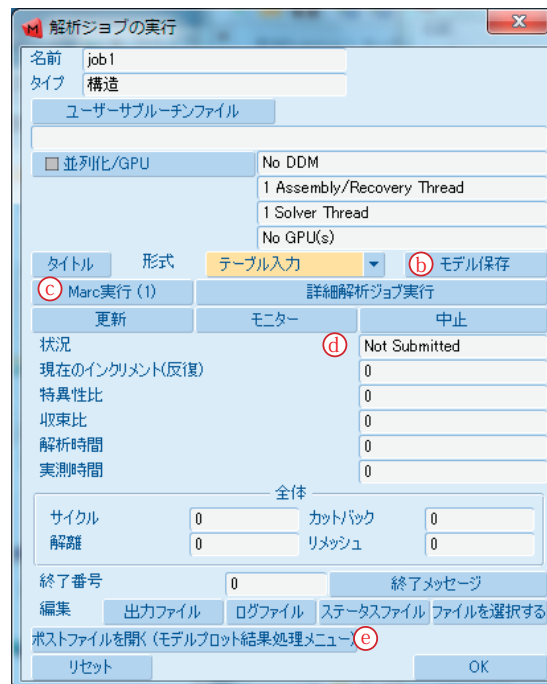 解析ジョブの実行
名前 job1
タイプ 構造
ユーザーサブルーチンファイル
並列化/GPU No DDM
1 Assembly/Recovery Thread
1 Solver Thread
No GPU(s)
タイトル 形式 テーブル入力 ⓑ モデル保存
ⓒ Marc実行 (1) 詳細解析ジョブ実行
更新 モニター 中止
状況 ⓓ Not Submitted
現在のインクリメント(反復) 0
特異性比 0
収束比 0
解析時間 0
実測時間 0
全体
サイクル 0 カットバック 0
解離 0 リメッシュ 0
終了番号 0 終了メッセージ
編集 出力ファイル ログファイル ステータスファイル ファイルを選択する
ポストファイルを開く (モデルプロット結果処理メニュー) ⓔ
リセット OK